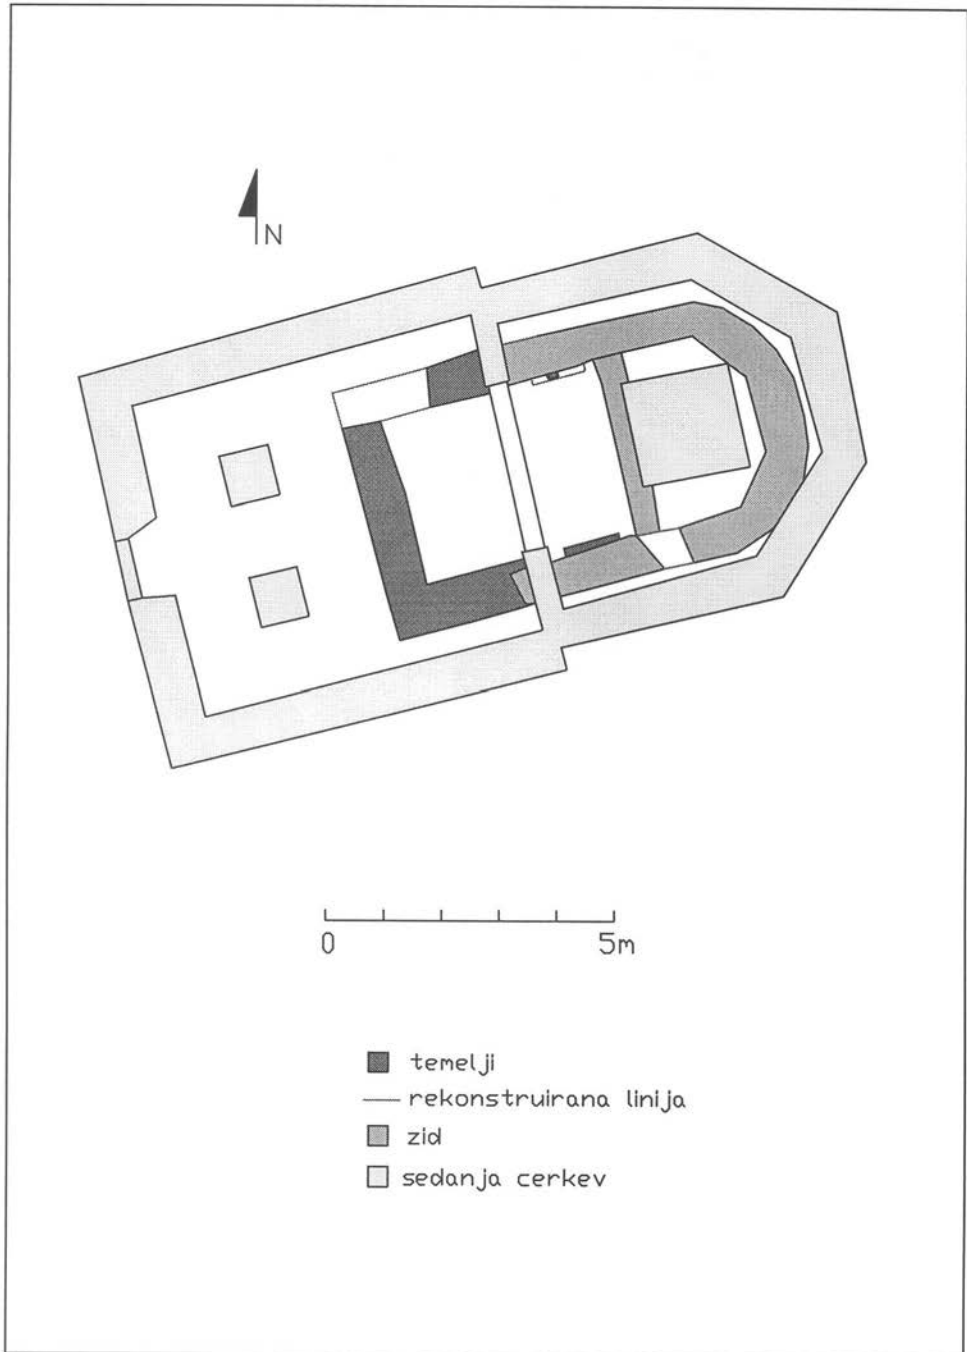 N
0 5m
temelji
rekonstruirana linija
zid
sedanja cerkev